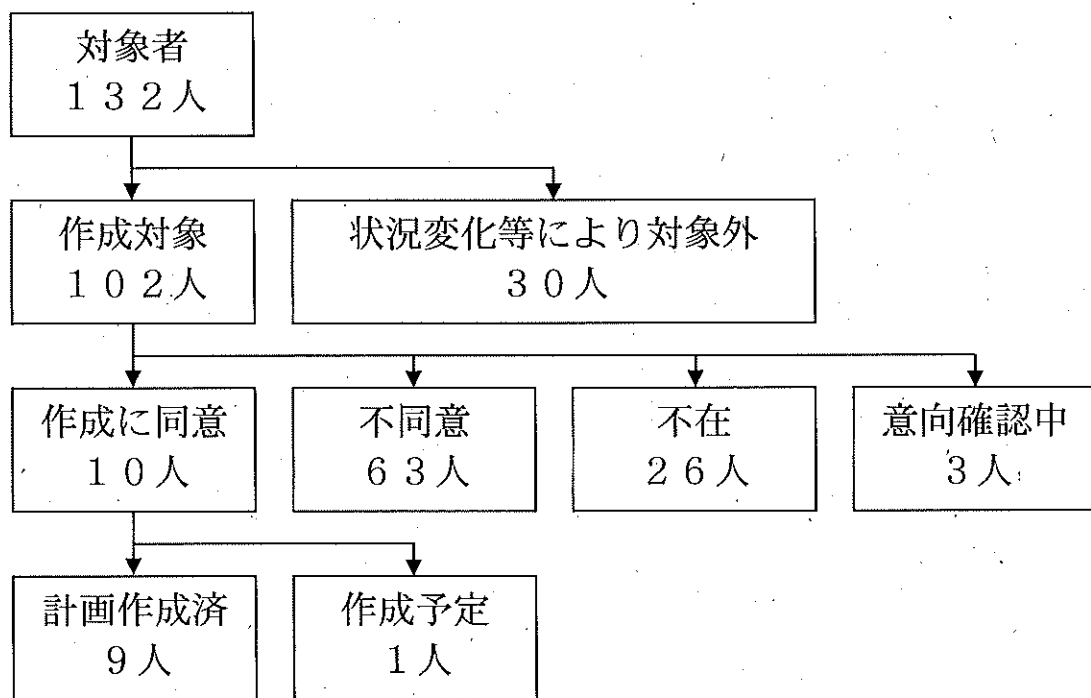 対象者
１３２人
作成対象
１０２人
状況変化等により対象外
３０人
作成に同意
１０人
不同意
６３人
不在
２６人
意向確認中
３人
計画作成済
９人
作成予定
１人